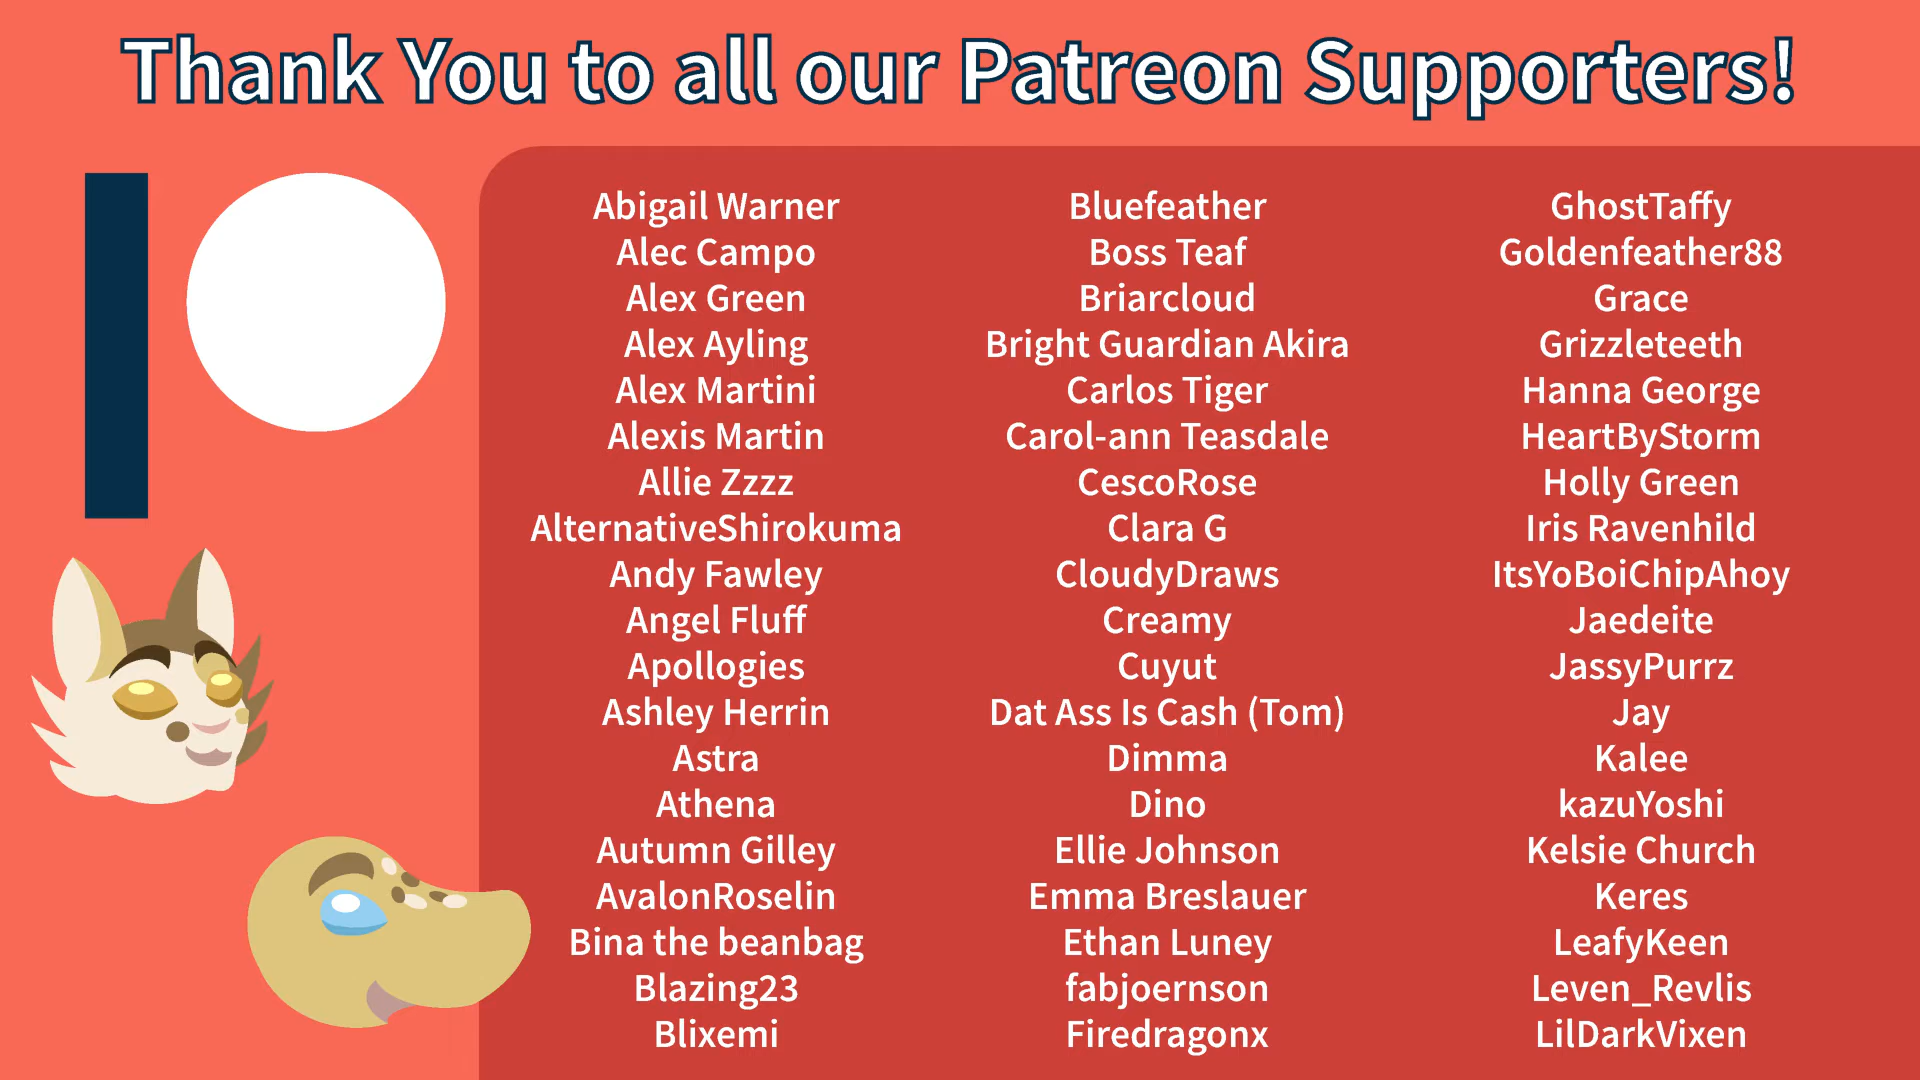 Thank You to all our Patreon Supporters!
Abigail Warner
Alec Campo
Alex Green
Alex Ayling
Alex Martini
Alexis Martin
Allie Zzzz
AlternativeShirokuma
Andy Fawley
Angel Fluff
Apollogies
Ashley Herrin
Astra
Athena
Autumn Gilley
AvalonRoselin
Bina the beanbag
Blazing23
Blixemi
Bluefeather
Boss Teaf
Briarcloud
Bright Guardian Akira
Carlos Tiger
Carol-ann Teasdale
CescoRose
Clara G
CloudyDraws
Creamy
Cuyut
Dat Ass Is Cash (Tom)
Dimma
Dino
Ellie Johnson
Emma Breslauer
Ethan Luney
fabjoernson
Firedragonx
GhostTaffy
Goldenfeather88
Grace
Grizzleteeth
Hanna George
HeartByStorm
Holly Green
Iris Ravenhild
ItsYoBoiChipAhoy
Jaedeite
JassyPurrz
Jay
Kalee
kazuYoshi
Kelsie Church
Keres
LeafyKeen
Leven_Revlis
LilDarkVixen